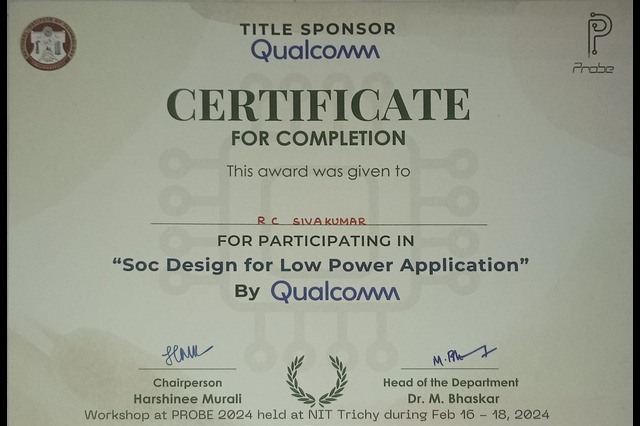 TITLE SPONSOR
Qualcomm
Probe
CERTIFICATE
FOR COMPLETION
This award was given to
R C SIVAKUMAR
FOR PARTICIPATING IN
“Soc Design for Low Power Application”
By Qualcomm
M. Bh
Chairperson
Harshinee Murali
Head of the Department
Dr. M. Bhaskar
Workshop at PROBE 2024 held at NIT Trichy during Feb 16 – 18, 2024